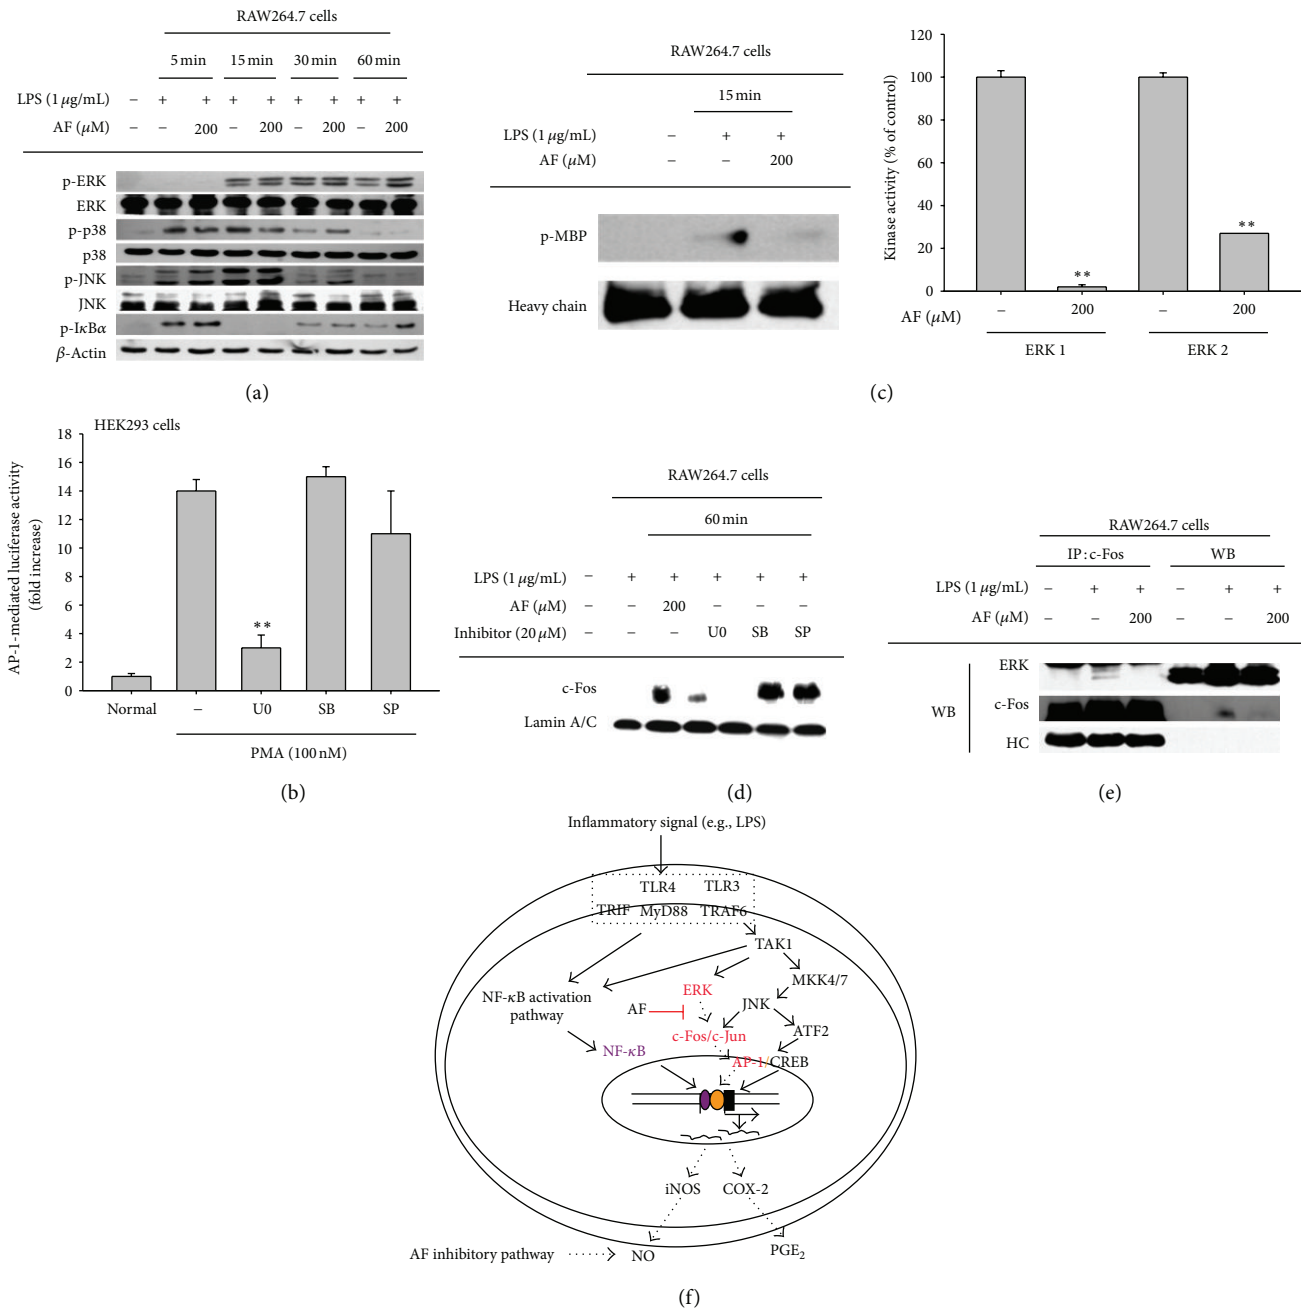 RAW264.7 cells
5 min 15 min 30 min 60 min
LPS (1 μg/mL) − + + + + + + + +
AF (μM) − − 200 − 200 − 200 − 200
p-ERK
ERK
p-p38
p38
p-JNK
JNK
p-IκBα
β-Actin
(a)
RAW264.7 cells
15 min
LPS (1 μg/mL) − + +
AF (μM) − − 200
p-MBP
Heavy chain
120
100
80
60
40
20
0
Kinase activity (% of control)
**
**
AF (μM) − 200 − 200
ERK 1 ERK 2
(c)
HEK293 cells
18
16
14
12
10
8
6
4
2
0
AP-1-mediated luciferase activity
(fold increase)
**
Normal − U0 SB SP
PMA (100 nM)
(b)
RAW264.7 cells
60 min
LPS (1 μg/mL) − + + + + +
AF (μM) − − 200 − − −
Inhibitor (20 μM) − − − U0 SB SP
c-Fos
Lamin A/C
(d)
RAW264.7 cells
IP : c-Fos WB
LPS (1 μg/mL) − + + − + +
AF (μM) − − 200 − − 200
ERK
c-Fos
HC
WB
(e)
Inflammatory signal (e.g., LPS)
TLR4 TLR3
TRIF MyD88 TRAF6
TAK1
MKK4/7
ERK
NF-κB activation
pathway
AF
JNK
ATF2
c-Fos/c-Jun
NF-κB
AP-1/CREB
iNOS COX-2
AF inhibitory pathway
NO
PGE₂
(f)